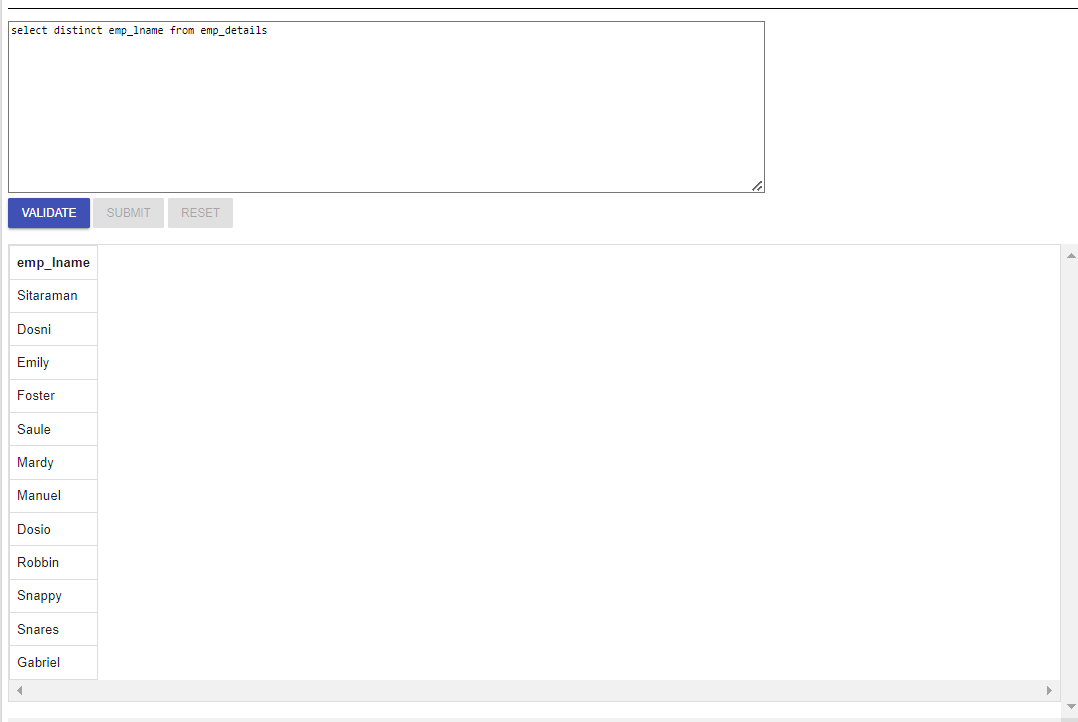 select distinct emp_lname from emp_details
VALIDATE SUBMIT RESET
emp_lname
Sitaraman
Dosni
Emily
Foster
Saule
Mardy
Manuel
Dosio
Robbin
Snappy
Snares
Gabriel